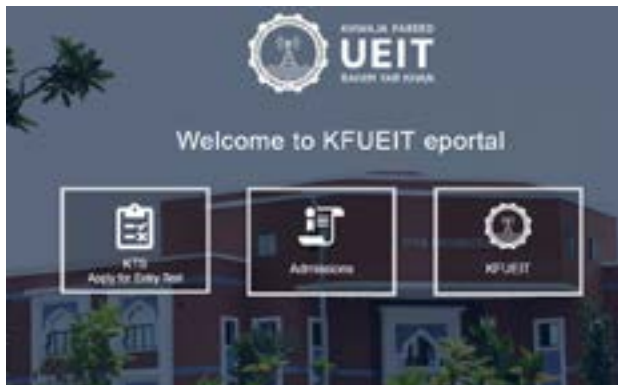 KHWAJA FAREED
UEIT
RAHIM YAR KHAN
Welcome to KFUEIT eportal
KTS
Apply for Entry Test
Admissions
KFUEIT